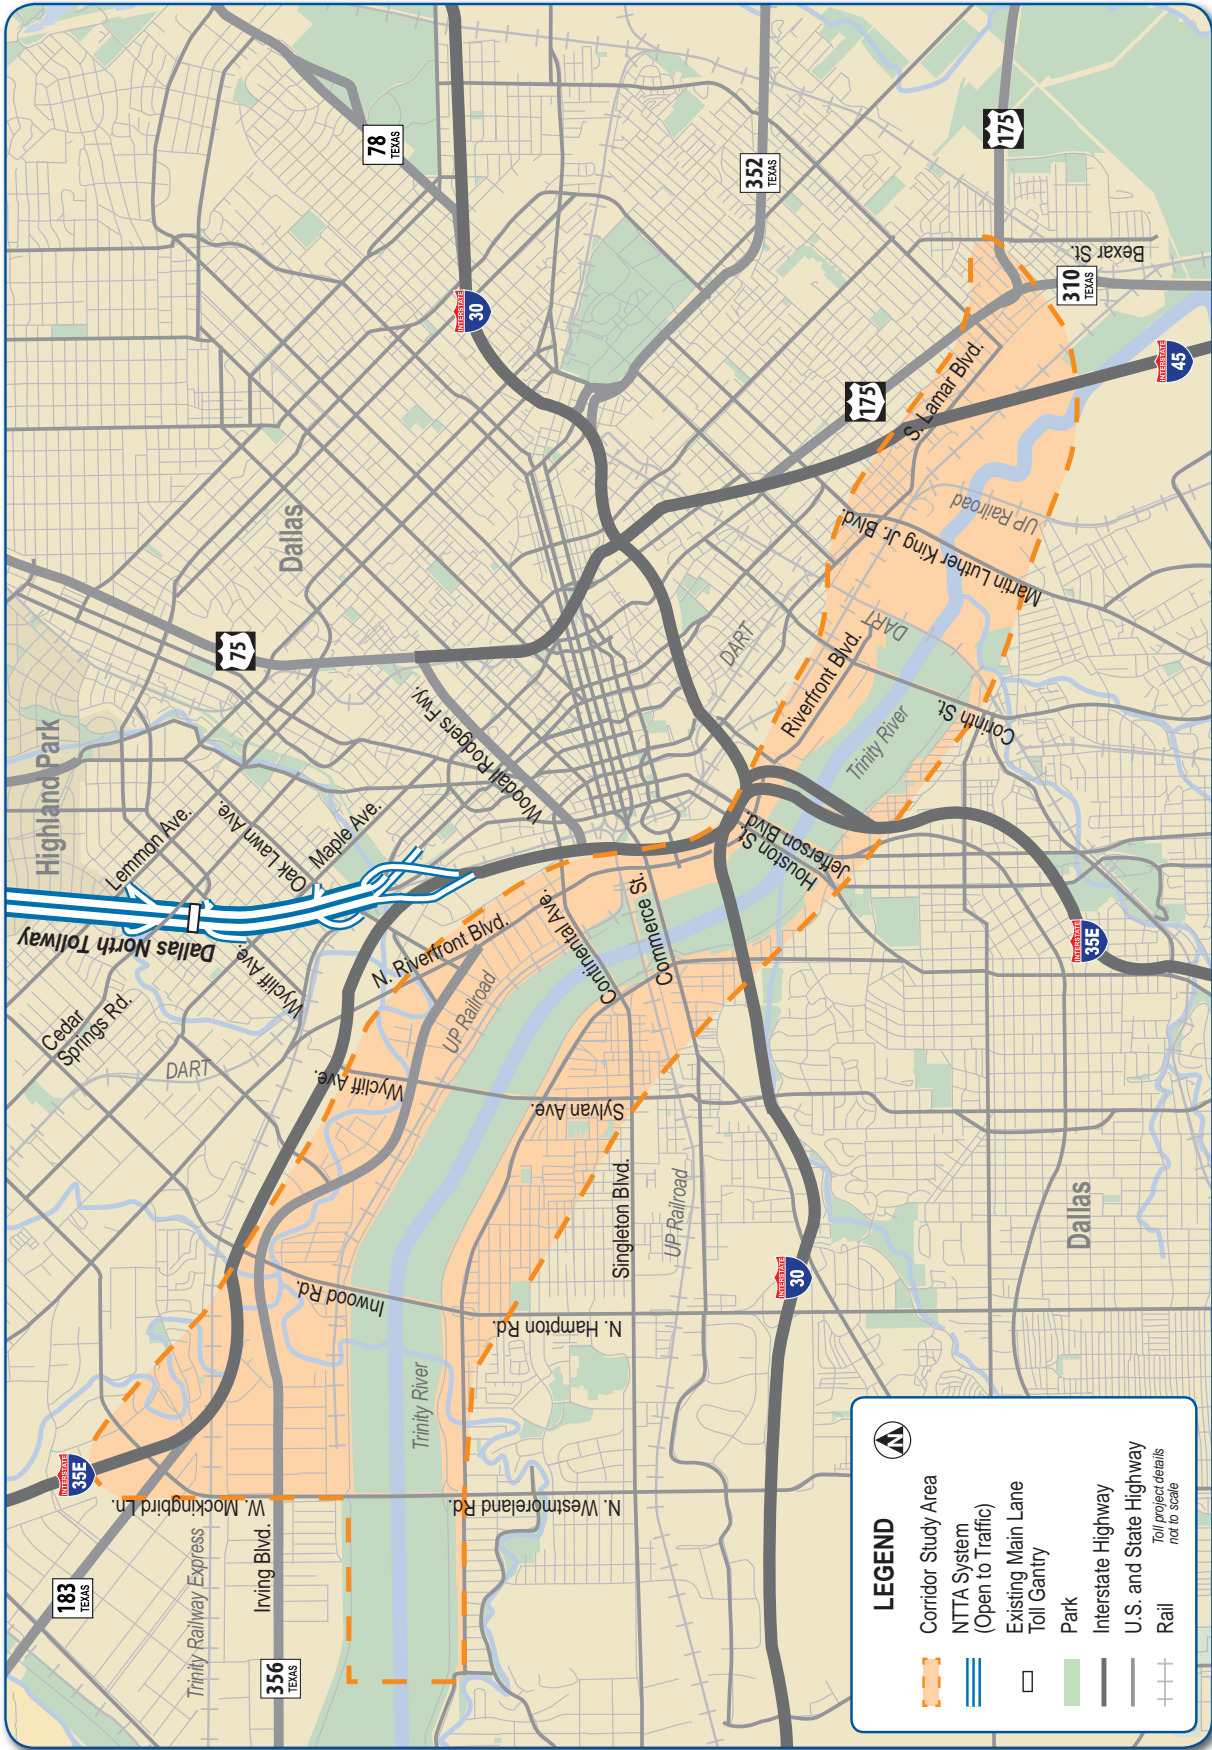 183
TEXAS
INTERSTATE
35E
Trinity Railway Express
Irving Blvd.
356
TEXAS
W. Mockingbird Ln.
N. Westmoreland Rd.
Trinity River
Inwood Rd.
N. Hampton Rd.
Singleton Blvd.
UP Railroad
INTERSTATE
30
Dallas
Cedar
Springs Rd.
DART
Wycliff Ave.
Wycliff Ave.
Sylvan Ave.
UP Railroad
N. Riverfront Blvd.
Continental Ave.
Commerce St.
Dallas North Tollway
Highland Park
Lemmon Ave.
Oak Lawn Ave.
Maple Ave.
Woodall Rodgers Fwy.
Houston St.
Jefferson Blvd.
INTERSTATE
35E
Trinity River
Riverfront Blvd.
Corinth St.
DART
DART
75
Dallas
Martin Luther King Jr. Blvd.
UP Railroad
S. Lamar Blvd.
175
INTERSTATE
45
INTERSTATE
30
310
TEXAS
Bexar St.
78
TEXAS
352
TEXAS
175
LEGEND
Corridor Study Area
NTTA System
(Open to Traffic)
Existing Main Lane
Toll Gantry
Park
Interstate Highway
U.S. and State Highway
Rail
Toll project details
not to scale